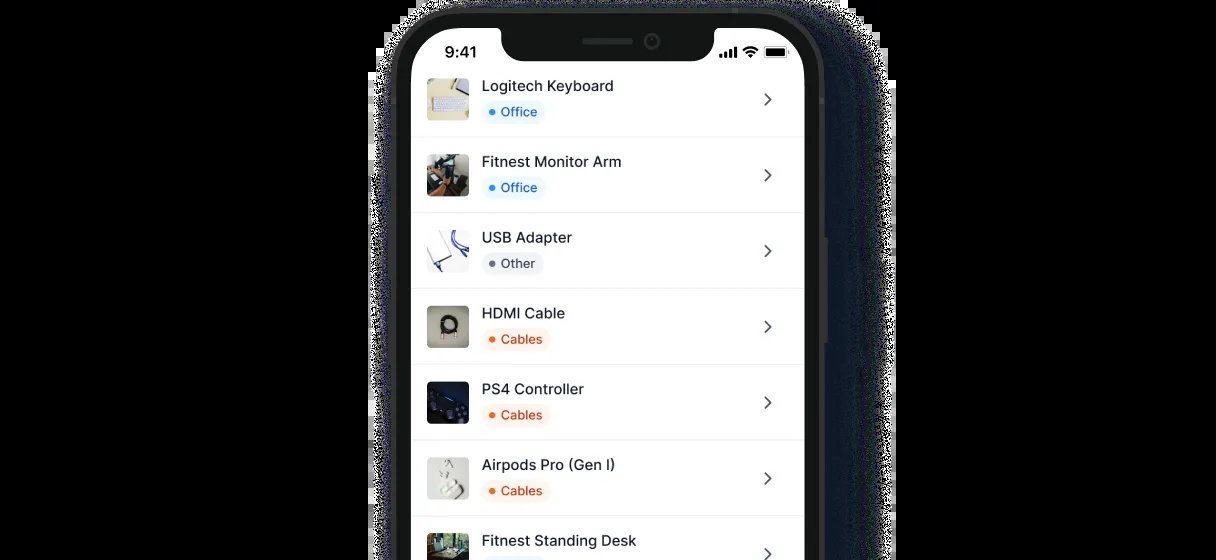 9:41
Logitech Keyboard
Office
Fitnest Monitor Arm
Office
USB Adapter
Other
HDMI Cable
Cables
PS4 Controller
Cables
Airpods Pro (Gen I)
Cables
Fitnest Standing Desk